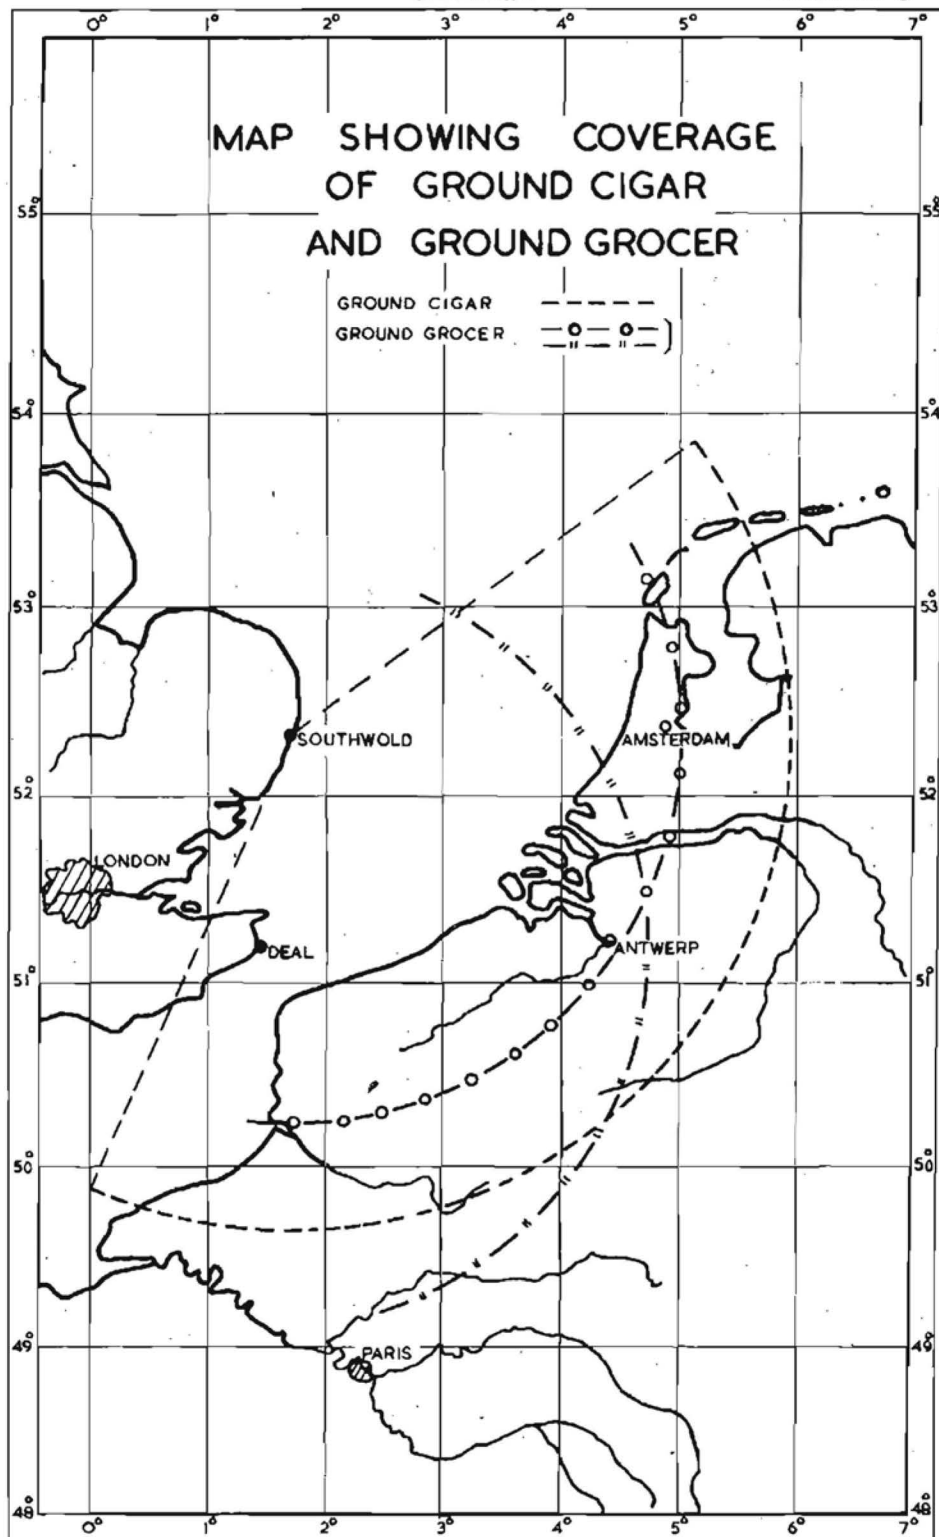 0° 1° 2° 3° 4° 5° 6° 7°
MAP SHOWING COVERAGE
OF GROUND CIGAR
AND GROUND GROCER
55° 55°
GROUND CIGAR
GROUND GROCER
54° 54°
53° 53°
SOUTHWOLD
AMSTERDAM
52° 52°
LONDON
DEAL
ANTWERP
51° 51°
50° 50°
49° 49°
PARIS
48° 48°
0° 1° 2° 3° 4° 5° 6° 7°